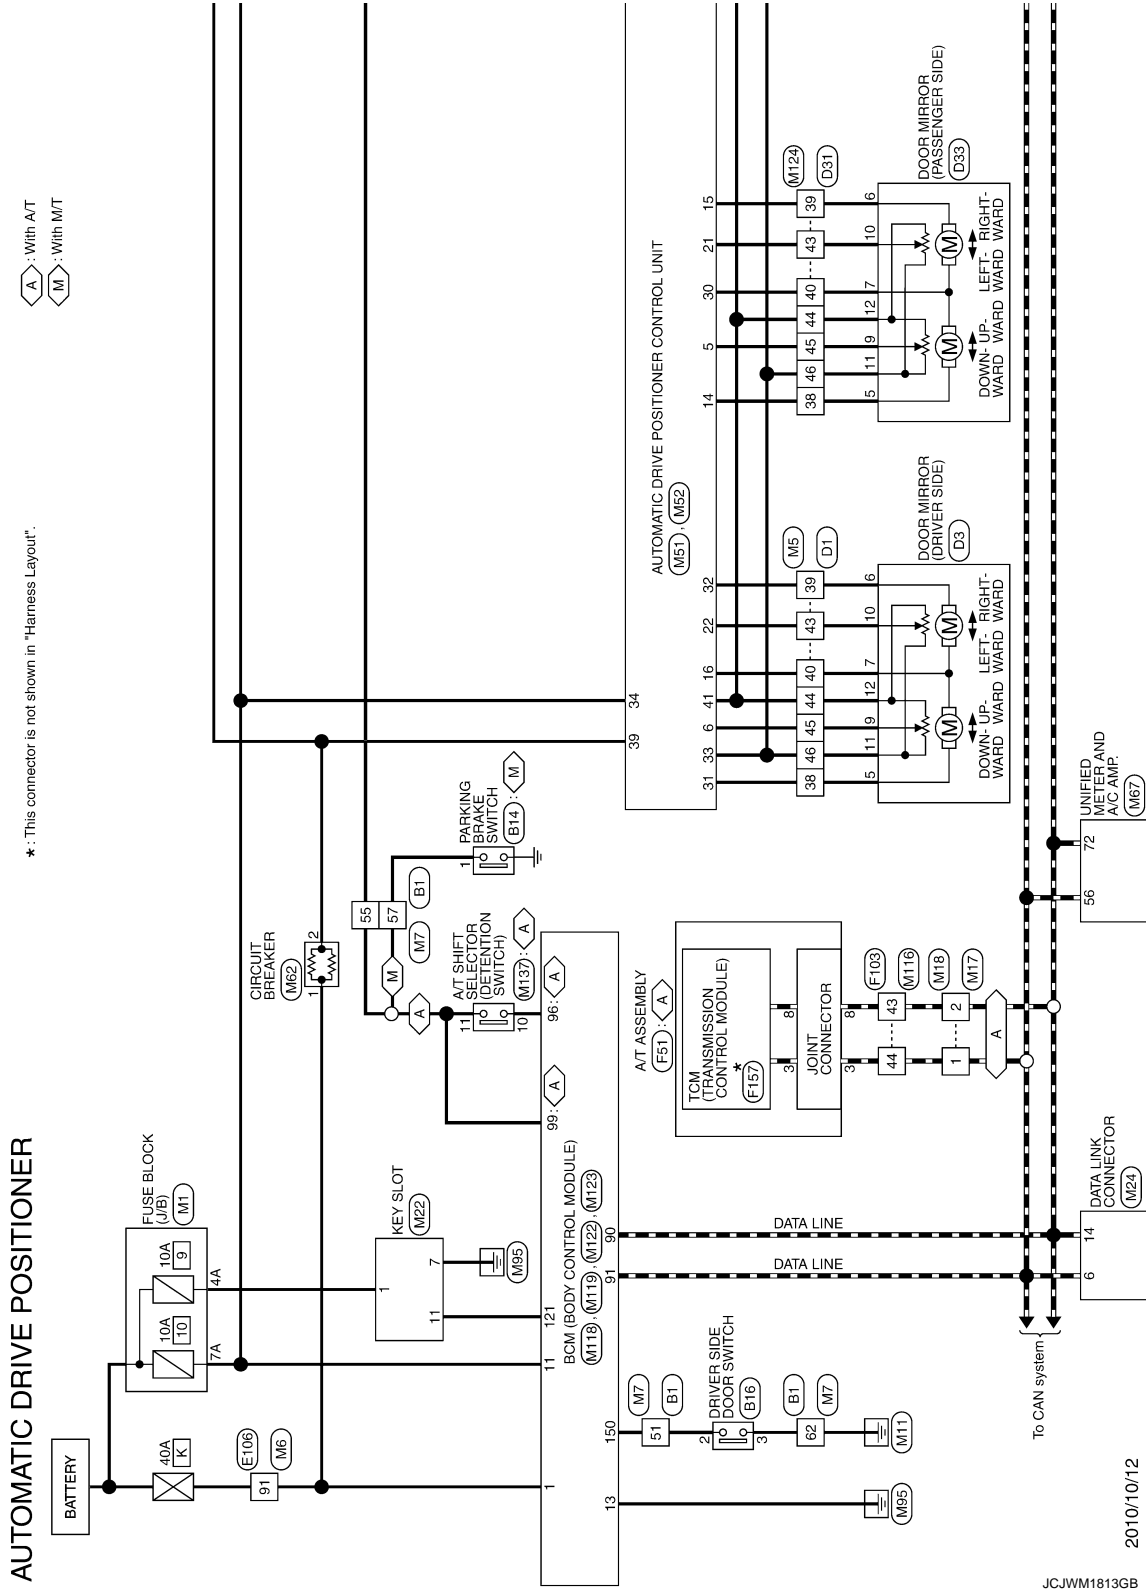 AUTOMATIC DRIVE POSITIONER
★ : This connector is not shown in "Harness Layout".
A : With A/T
M : With M/T
BATTERY
40A
K
E106
91
M6
FUSE BLOCK
(J/B)
M1
10A
10
10A
9
7A
4A
KEY SLOT
M22
1
11
7
M95
CIRCUIT
BREAKER
M62
1
2
55
57
M7
B1
M
A
A/T SHIFT
SELECTOR
(DETENTION
SWITCH)
M137 : A
11
10
PARKING
BRAKE
SWITCH
B14 : M
1
1
11
121
99: A
96: A
BCM (BODY CONTROL MODULE)
M118 , M119 , M122 , M123
13
150
91
90
M95
M7
51
B1
DRIVER SIDE
DOOR SWITCH
B16
2
3
B1
62
M7
M11
DATA LINE
DATA LINE
To CAN system
DATA LINK
CONNECTOR
M24
6
14
A/T ASSEMBLY
F51 : A
TCM
(TRANSMISSION
CONTROL MODULE)
★
F157
3
8
JOINT
CONNECTOR
3
8
44
43
F103
M116
1
2
M18
M17
A
UNIFIED
METER AND
A/C AMP.
M67
56
72
39
34
AUTOMATIC DRIVE POSITIONER CONTROL UNIT
M51 , M52
31
33
6
41
16
22
32
38
46
45
44
40
43
39
M5
D1
5
11
9
12
7
10
6
DOOR MIRROR
(DRIVER SIDE)
D3
M
M
DOWN- UP-
WARD WARD
LEFT- RIGHT-
WARD WARD
14
5
30
21
15
38
46
45
44
40
43
39
M124
D31
5
11
9
12
7
10
6
DOOR MIRROR
(PASSENGER SIDE)
D33
M
M
DOWN- UP-
WARD WARD
LEFT- RIGHT-
WARD WARD
2010/10/12
JCJWM1813GB